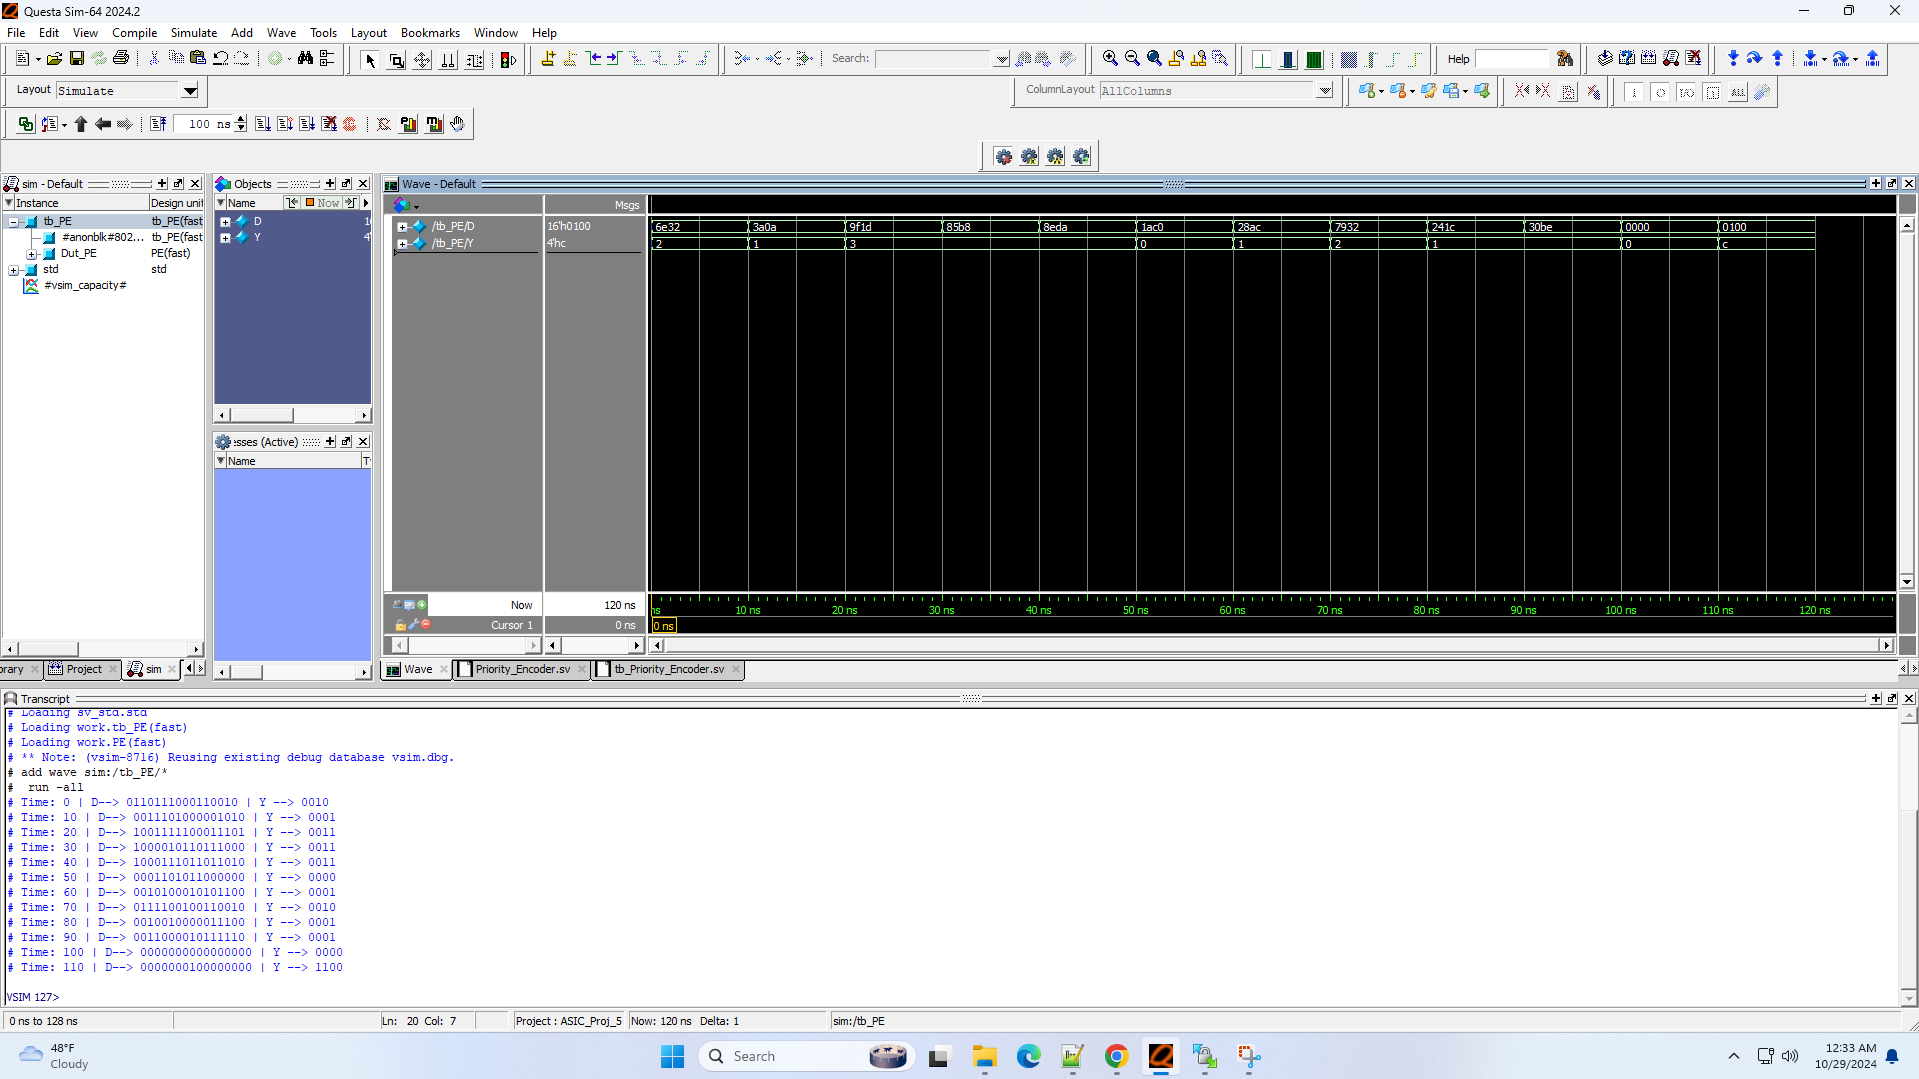 Questa Sim-64 2024.2
File Edit View Compile Simulate Add Wave Tools Layout Bookmarks Window Help
Search:
Help
Layout Simulate
ColumnLayout AllColumns
100 ns
sim - Default
Instance Design unit
tb_PE tb_PE(fast
#anonblk#802... tb_PE(fast
Dut_PE PE(fast)
std std
#vsim_capacity#
Objects
Name Now
D 1
Y 4'
esses (Active)
Name T
Wave - Default
Msgs
/tb_PE/D 16'h0100 6e32 3a0a 9f1d 85b8 8eda 1ac0 28ac 7932 241c 30be 0000 0100
/tb_PE/Y 4'hc 2 1 3 0 1 2 1 0 c
Now 120 ns ns 10 ns 20 ns 30 ns 40 ns 50 ns 60 ns 70 ns 80 ns 90 ns 100 ns 110 ns 120 ns
Cursor 1 0 ns 0 ns
brary Project sim
Wave Priority_Encoder.sv tb_Priority_Encoder.sv
Transcript
# Loading sv_std.std
# Loading work.tb_PE(fast)
# Loading work.PE(fast)
# ** Note: (vsim-8716) Reusing existing debug database vsim.dbg.
# add wave sim:/tb_PE/*
# run -all
# Time: 0 | D--> 0110111000110010 | Y --> 0010
# Time: 10 | D--> 0011101000001010 | Y --> 0001
# Time: 20 | D--> 1001111100011101 | Y --> 0011
# Time: 30 | D--> 1000010110111000 | Y --> 0011
# Time: 40 | D--> 1000111011011010 | Y --> 0011
# Time: 50 | D--> 0001101011000000 | Y --> 0000
# Time: 60 | D--> 0010100010101100 | Y --> 0001
# Time: 70 | D--> 0111100100110010 | Y --> 0010
# Time: 80 | D--> 0010010000011100 | Y --> 0001
# Time: 90 | D--> 0011000010111110 | Y --> 0001
# Time: 100 | D--> 0000000000000000 | Y --> 0000
# Time: 110 | D--> 0000000100000000 | Y --> 1100
VSIM 127>
0 ns to 128 ns Ln: 20 Col: 7 Project : ASIC_Proj_5 Now: 120 ns Delta: 1 sim:/tb_PE
48°F
Cloudy
Search
12:33 AM
10/29/2024